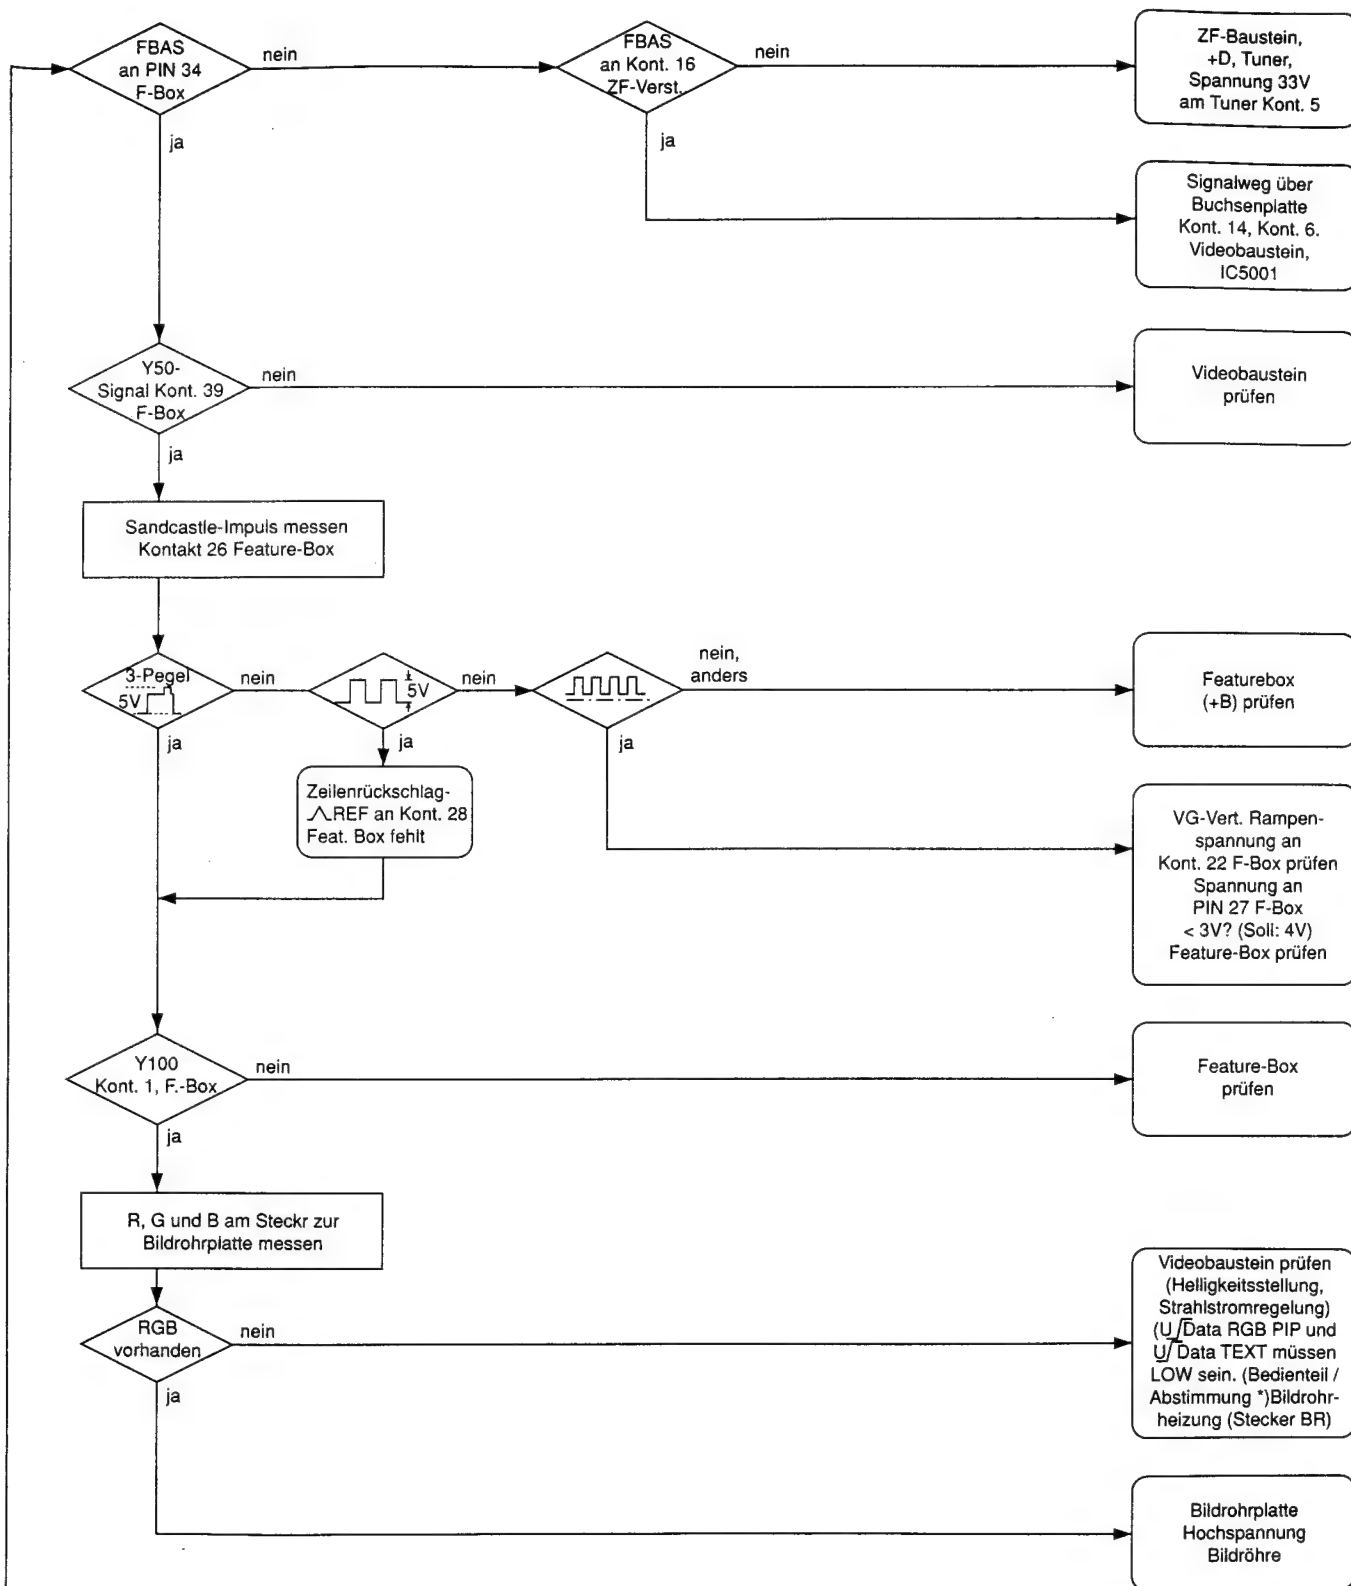 FBAS
an PIN 34
F-Box
nein
ja
FBAS
an Kont. 16
ZF-Verst.
nein
ja
ZF-Baustein,
+D, Tuner,
Spannung 33V
am Tuner Kont. 5
Signalweg über
Buchsenplatte
Kont. 14, Kont. 6.
Videobaustein,
IC5001
Y50-
Signal Kont. 39
F-Box
nein
ja
Videobaustein
prüfen
Sandcastle-Impuls messen
Kontakt 26 Feature-Box
3-Pegel
5V
nein
ja
5V
nein
ja
nein,
anders
ja
Featurebox
(+B) prüfen
Zeilenrückschlag-
REF an Kont. 28
Feat. Box fehlt
VG-Vert. Rampen-
spannung an
Kont. 22 F-Box prüfen
Spannung an
PIN 27 F-Box
< 3V? (Soll: 4V)
Feature-Box prüfen
Y100
Kont. 1, F.-Box
nein
ja
Feature-Box
prüfen
R, G und B am Steckr zur
Bildrohrplatte messen
RGB
vorhanden
nein
ja
Videobaustein prüfen
(Helligkeitsstellung,
Strahlstromregelung)
(U Data RGB PIP und
U Data TEXT müssen
LOW sein. (Bedienteil /
Abstimmung *)Bildrohr-
heizung (Stecker BR)
Bildrohrplatte
Hochspannung
Bildröhre